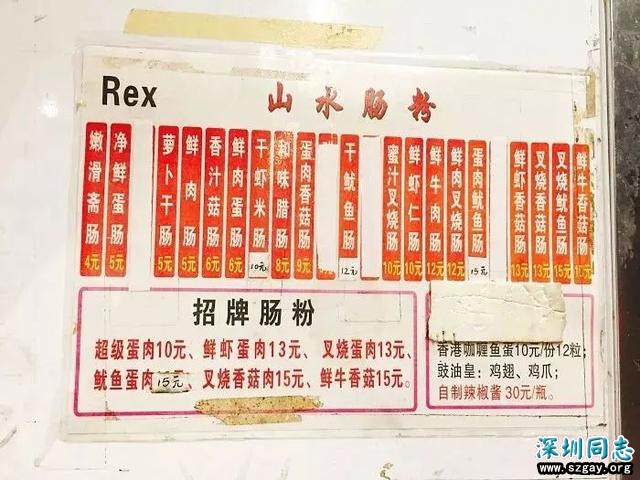 Rex
山水肠粉
嫩滑斋肠 4元
净鲜蛋肠 5元
萝卜干肠 5元
鲜肉肠 5元
香汁菇肠 6元
鲜肉蛋肠 6元
干虾米肠 10元
和味腊肠 8元
蛋肉香菇肠 9元
干鱿鱼肠 12元
蜜汁叉烧肠 10元
鲜虾仁肠 10元
鲜牛肉肠 12元
鲜肉叉烧肠 12元
蛋肉鱿鱼肠 15元
鲜虾香菇肠 13元
叉烧香菇肠 13元
叉烧鱿鱼肠 15元
鲜牛香菇肠
招牌肠粉
超级蛋肉10元、鲜虾蛋肉13元、叉烧蛋肉13元、
鱿鱼蛋肉15元、叉烧香菇肉15元、鲜牛香菇15元。
香港咖喱鱼蛋10元/份12粒；
豉油皇：鸡翅、鸡爪；
自制辣椒酱 30元/瓶。
深圳同志
www.szgay.org